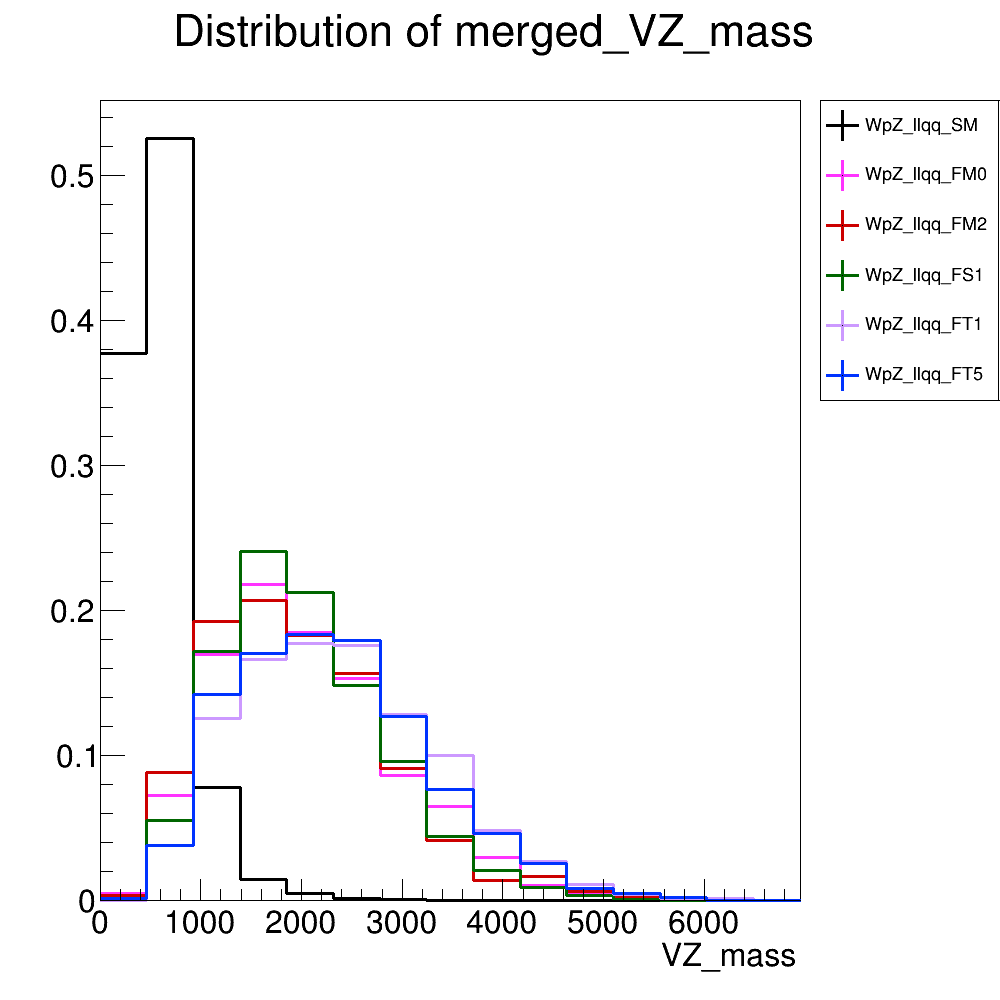 Distribution of merged_VZ_mass
WpZ_llqq_SM
WpZ_llqq_FM0
WpZ_llqq_FM2
WpZ_llqq_FS1
WpZ_llqq_FT1
WpZ_llqq_FT5
0.5
0.4
0.3
0.2
0.1
0
0 1000 2000 3000 4000 5000 6000
VZ_mass